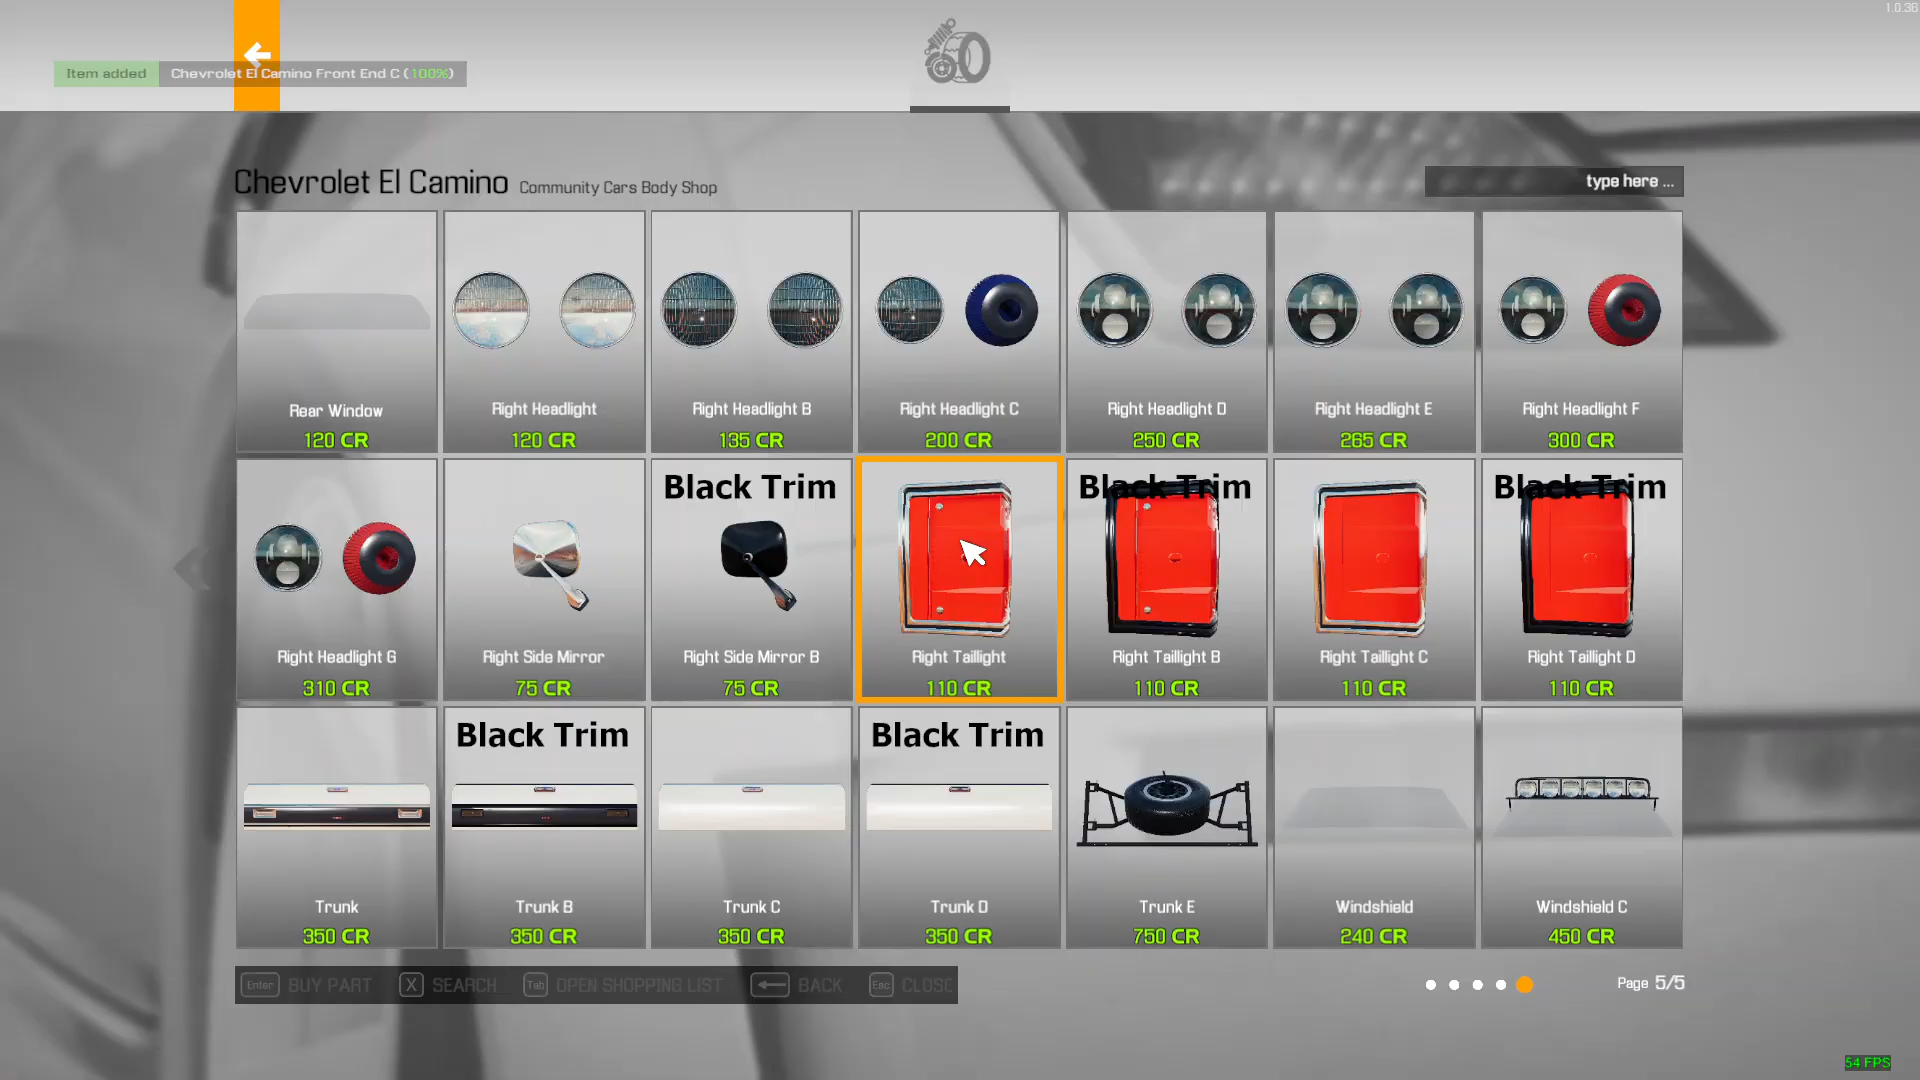 1.0.36
Item added Chevrolet El Camino Front End C (100%)
Chevrolet El Camino Community Cars Body Shop
type here ...
Rear Window
120 CR
Right Headlight
120 CR
Right Headlight B
135 CR
Right Headlight C
200 CR
Right Headlight D
250 CR
Right Headlight E
265 CR
Right Headlight F
300 CR
Right Headlight G
310 CR
Right Side Mirror
75 CR
Black Trim
Right Side Mirror B
75 CR
Right Taillight
110 CR
Black Trim
Right Taillight B
110 CR
Right Taillight C
110 CR
Black Trim
Right Taillight D
110 CR
Trunk
350 CR
Black Trim
Trunk B
350 CR
Trunk C
350 CR
Black Trim
Trunk D
350 CR
Trunk E
750 CR
Windshield
240 CR
Windshield C
450 CR
Enter BUY PART X SEARCH Tab OPEN SHOPPING LIST BACK Esc CLOSE
Page 5/5
54 FPS